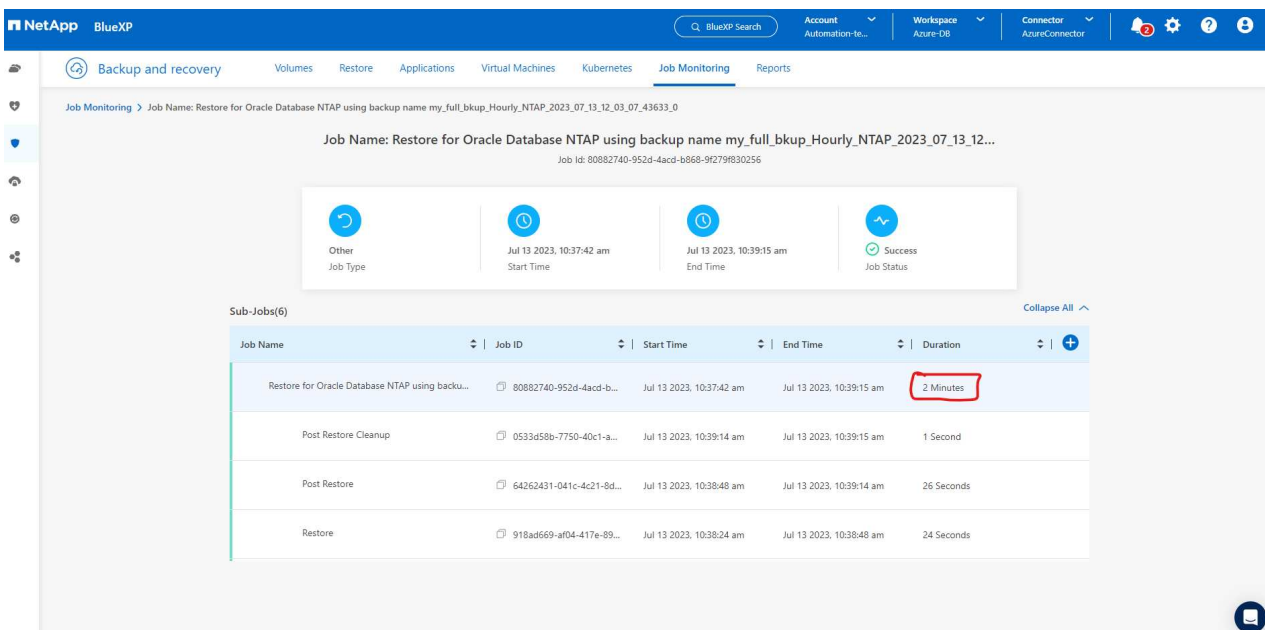 NetApp BlueXP
BlueXP Search
Account
Automation-te...
Workspace
Azure-DB
Connector
AzureConnector
2
Backup and recovery
Volumes
Restore
Applications
Virtual Machines
Kubernetes
Job Monitoring
Reports
Job Monitoring > Job Name: Restore for Oracle Database NTAP using backup name my_full_bkup_Hourly_NTAP_2023_07_13_12_03_07_43633_0
Job Name: Restore for Oracle Database NTAP using backup name my_full_bkup_Hourly_NTAP_2023_07_13_12...
Job Id: 80882740-952d-4acd-b868-9f279f830256
Other
Job Type
Jul 13 2023, 10:37:42 am
Start Time
Jul 13 2023, 10:39:15 am
End Time
Success
Job Status
Sub-Jobs(6)
Collapse All
Job Name | Job ID | Start Time | End Time | Duration |
Restore for Oracle Database NTAP using backu... 80882740-952d-4acd-b... Jul 13 2023, 10:37:42 am Jul 13 2023, 10:39:15 am 2 Minutes
Post Restore Cleanup 0533d58b-7750-40c1-a... Jul 13 2023, 10:39:14 am Jul 13 2023, 10:39:15 am 1 Second
Post Restore 64262431-041c-4c21-8d... Jul 13 2023, 10:38:48 am Jul 13 2023, 10:39:14 am 26 Seconds
Restore 918ad669-af04-417e-89... Jul 13 2023, 10:38:24 am Jul 13 2023, 10:38:48 am 24 Seconds